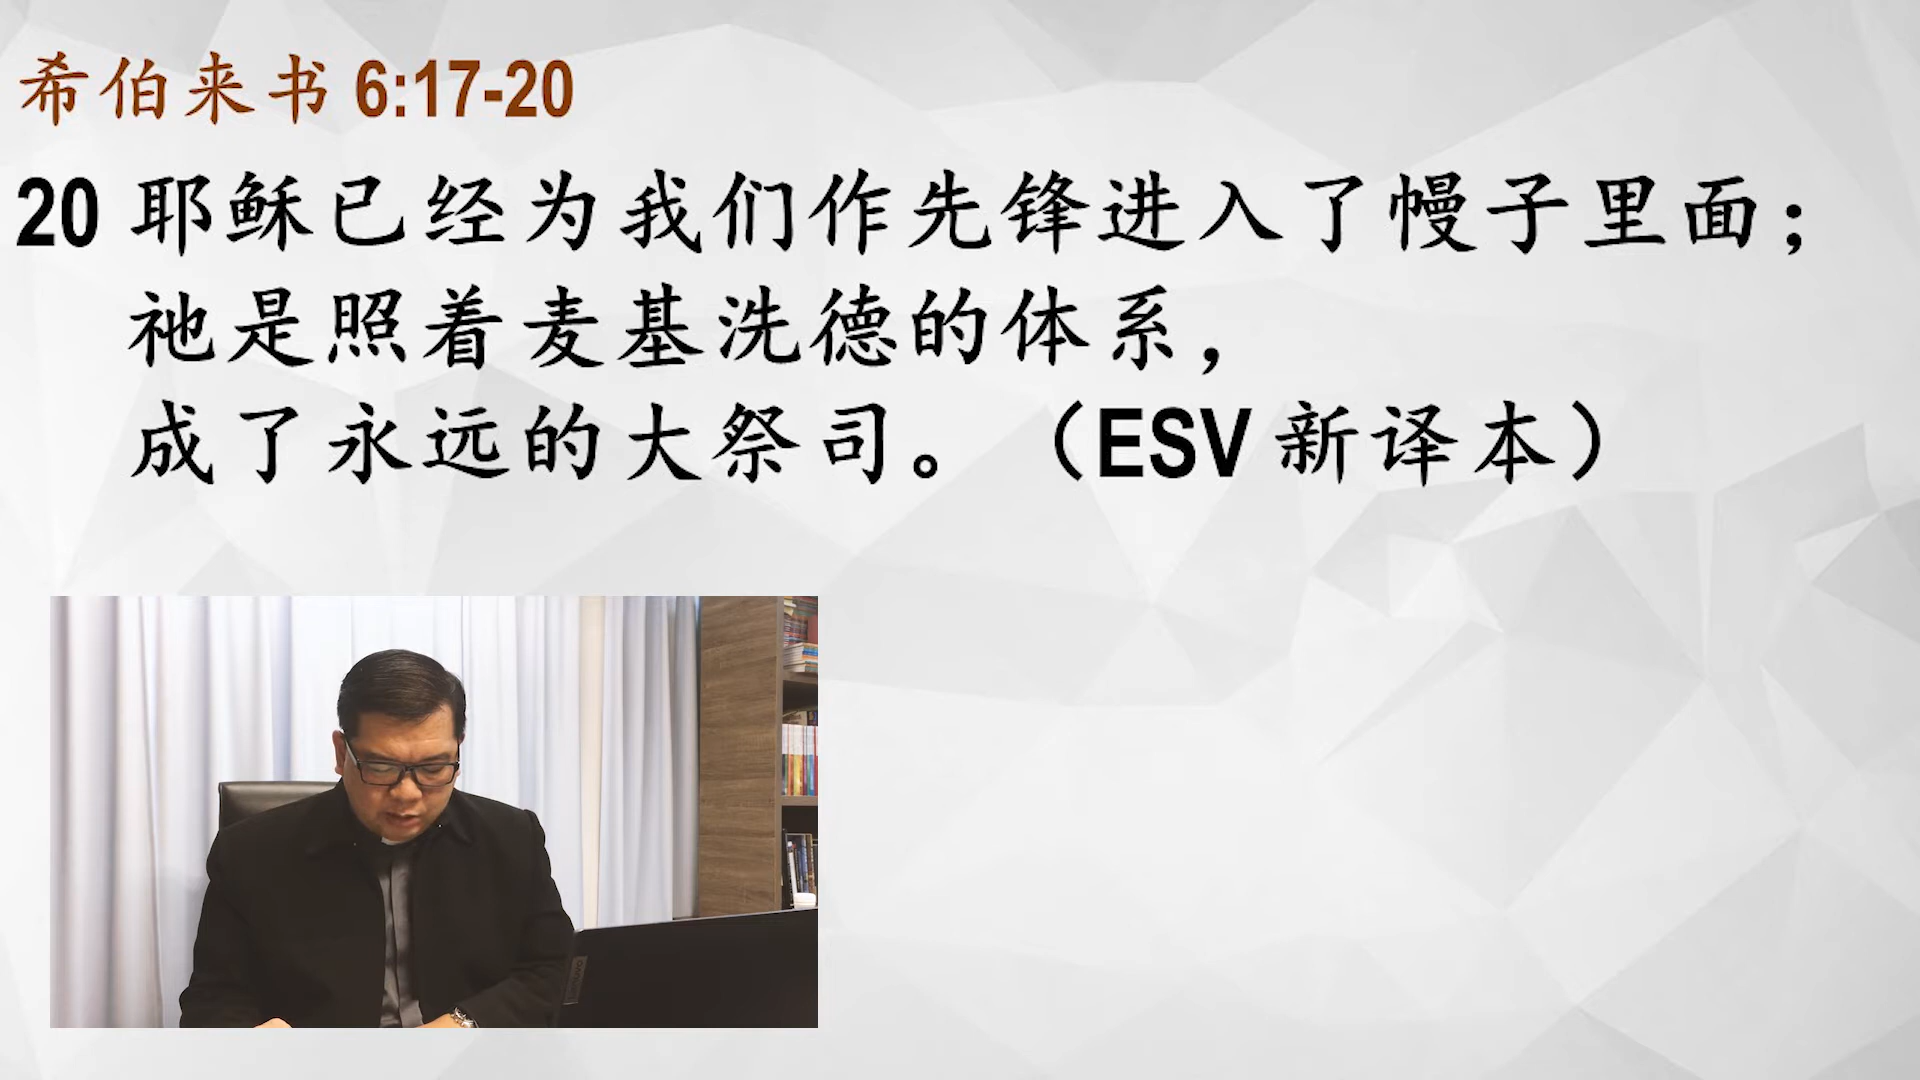 希伯来书 6:17-20
20 耶稣已经为我们作先锋进入了幔子里面；
祂是照着麦基洗德的体系，
成了永远的大祭司。（ESV 新译本）
Lenovo